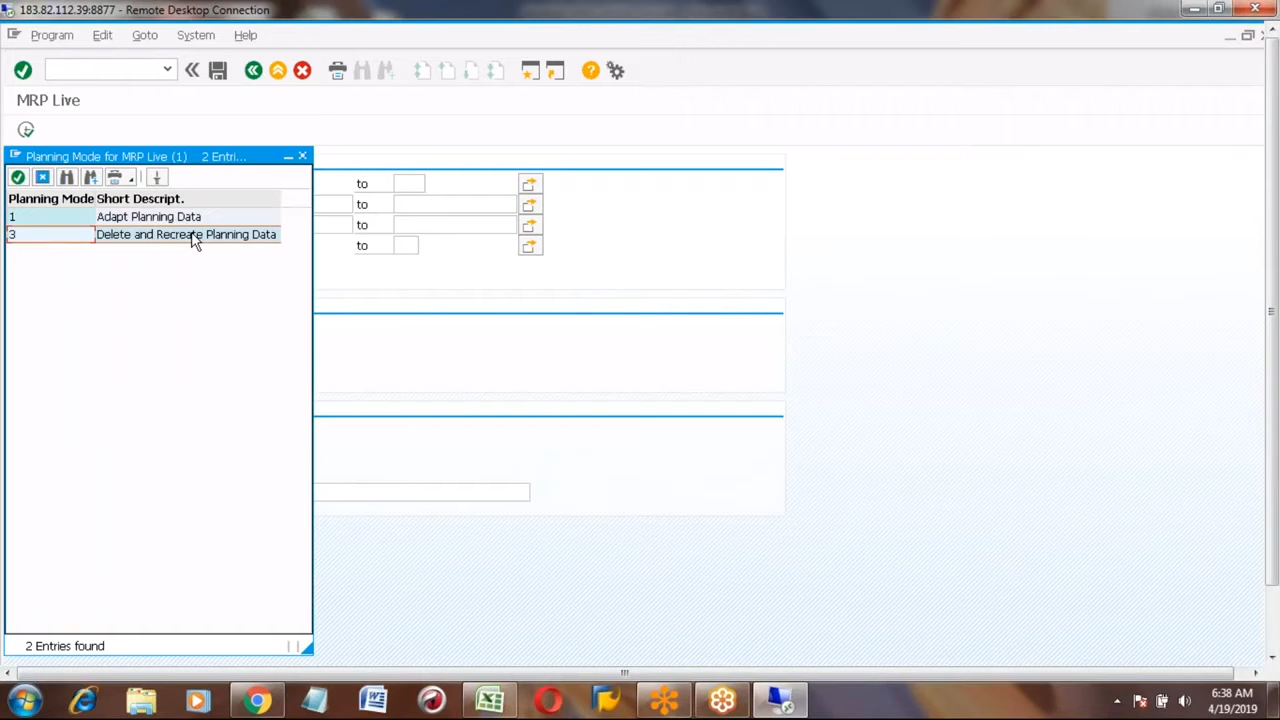 183.82.112.39:8877 - Remote Desktop Connection
Program Edit Goto System Help
MRP Live
Planning Mode for MRP Live (1) 2 Entri...
Planning Mode Short Descript.
1 Adapt Planning Data
3 Delete and Recreate Planning Data
to
to
to
to
2 Entries found
6:38 AM
4/19/2019